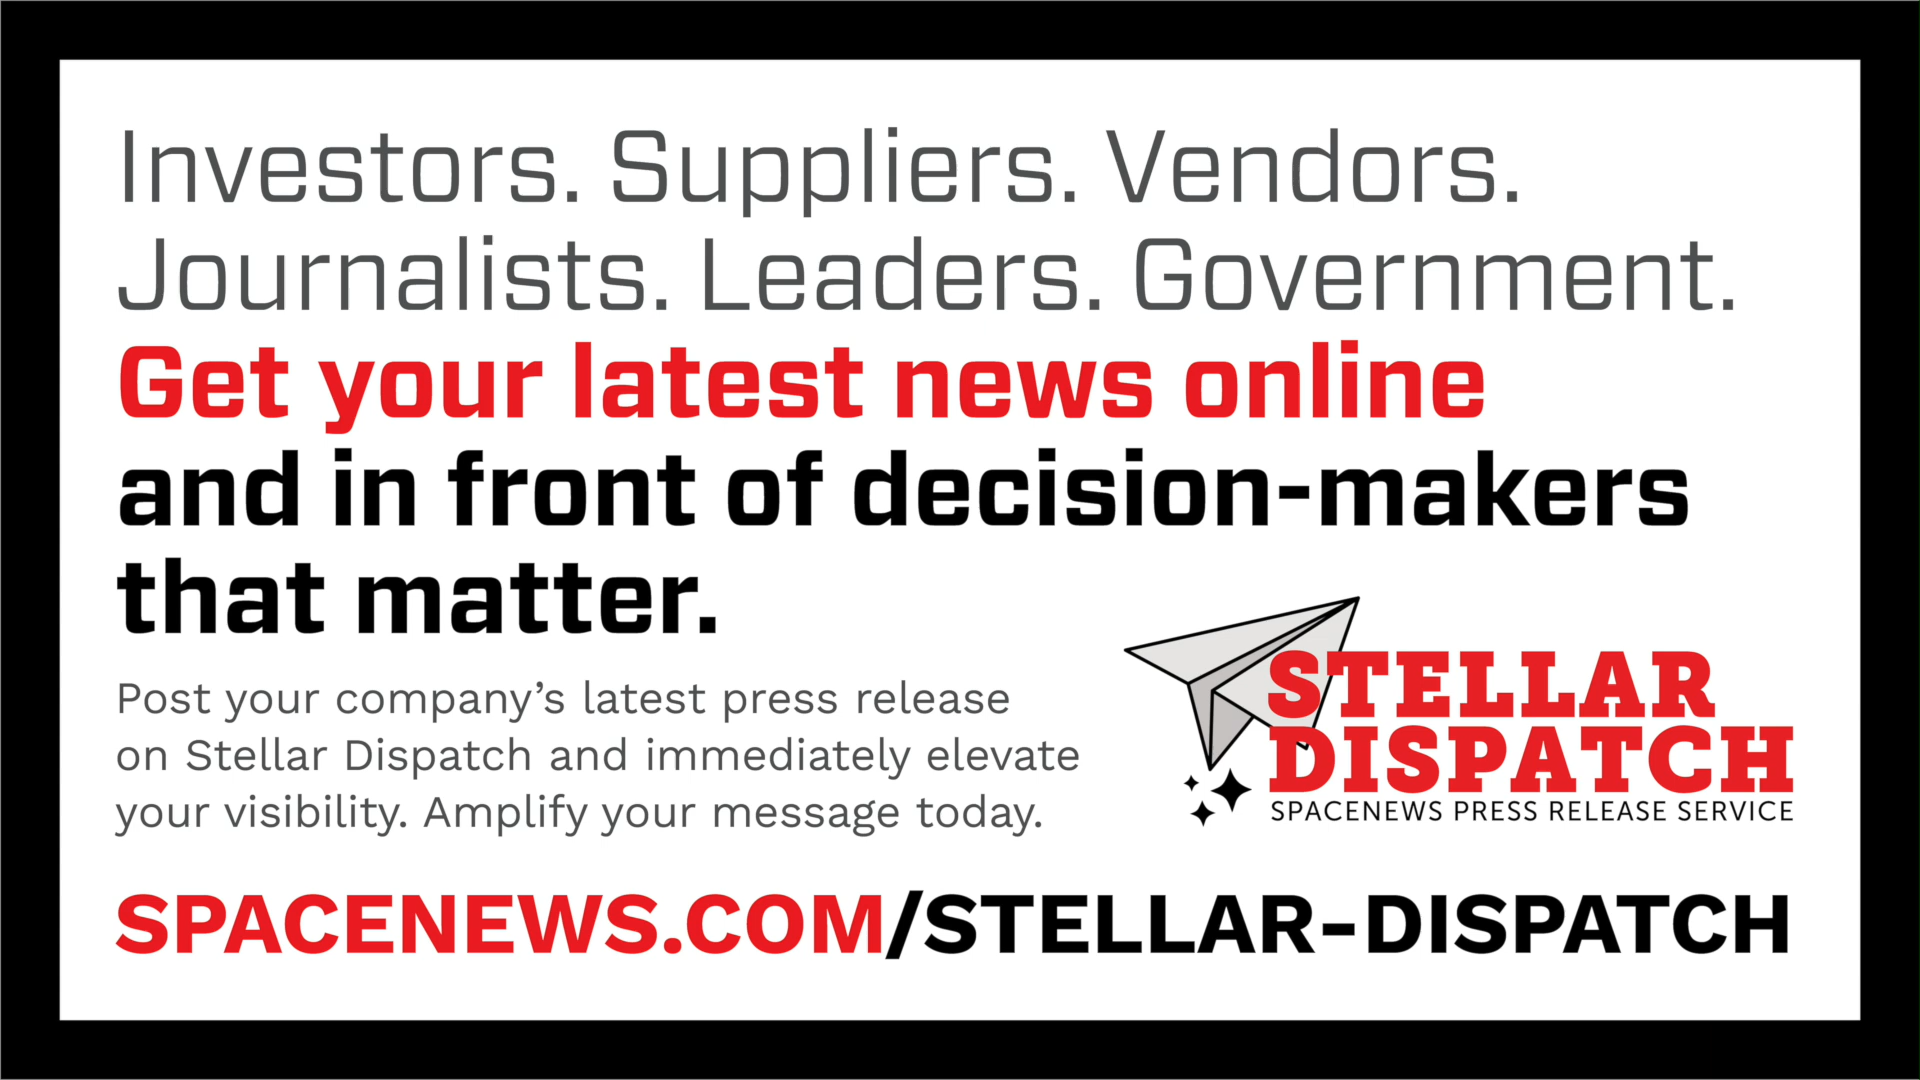 Investors. Suppliers. Vendors.
Journalists. Leaders. Government.
Get your latest news online
and in front of decision-makers
that matter.
Post your company’s latest press release
on Stellar Dispatch and immediately elevate
your visibility. Amplify your message today.
STELLAR
DISPATCH
SPACENEWS PRESS RELEASE SERVICE
SPACENEWS.COM/STELLAR-DISPATCH